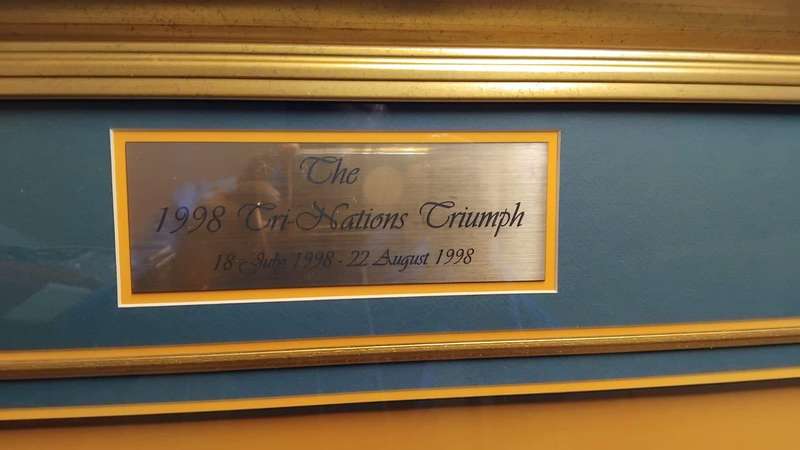 The
1998 Tri-Nations Triumph
18 July 1998 - 22 August 1998